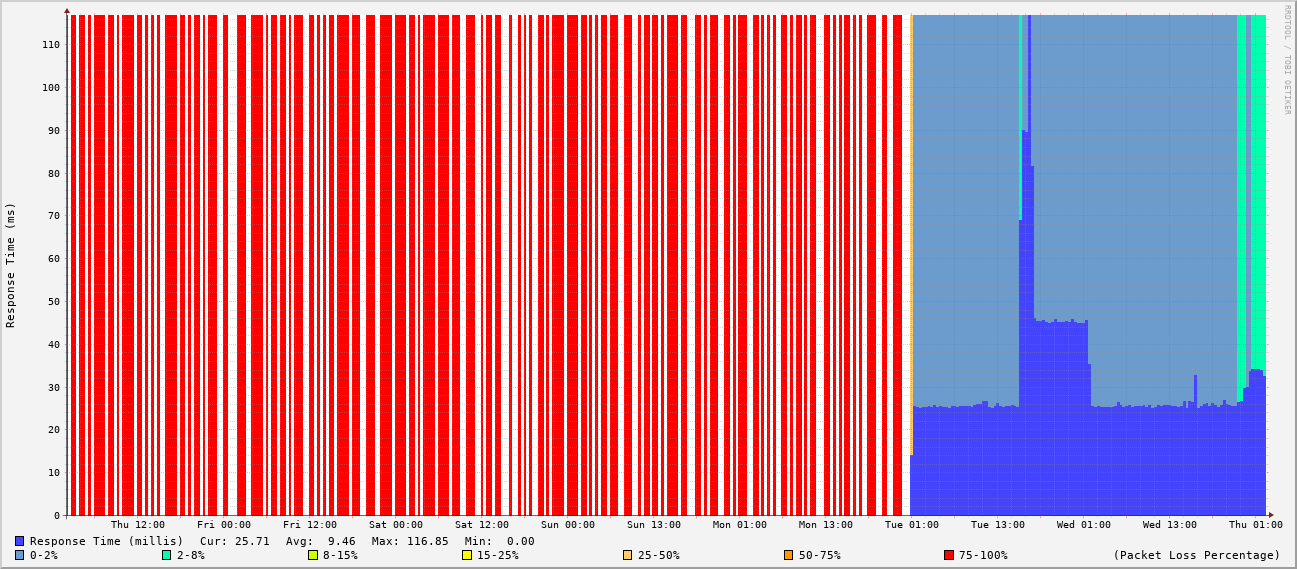 RRDTOOL / TOBI OETIKER
Response Time (ms)
110
100
90
80
70
60
50
40
30
20
10
0
Thu 12:00 Fri 00:00 Fri 12:00 Sat 00:00 Sat 12:00 Sun 00:00 Sun 13:00 Mon 01:00 Mon 13:00 Tue 01:00 Tue 13:00 Wed 01:00 Wed 13:00 Thu 01:00
Response Time (millis) Cur: 25.71 Avg: 9.46 Max: 116.85 Min: 0.00
0-2% 2-8% 8-15% 15-25% 25-50% 50-75% 75-100% (Packet Loss Percentage)